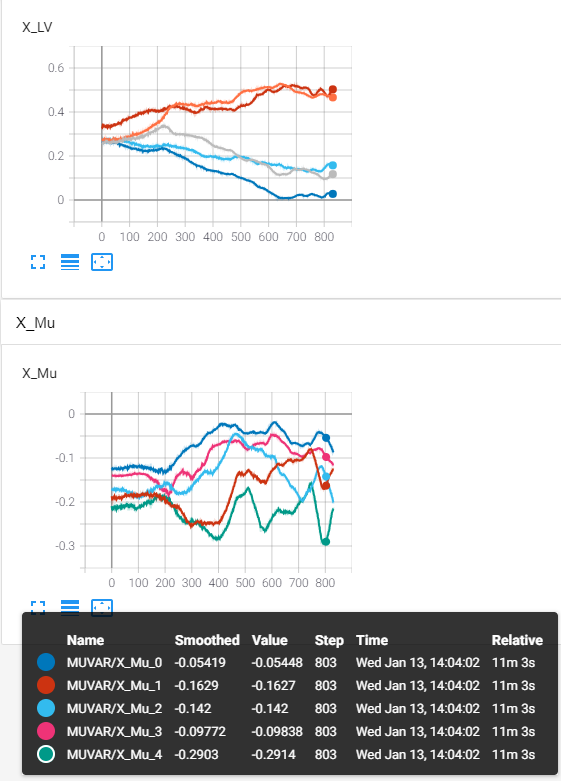 X_LV
0.6
0.4
0.2
0
0 100 200 300 400 500 600 700 800
X_Mu
X_Mu
0
-0.1
-0.2
-0.3
0 100 200 300 400 500 600 700 800
Name Smoothed Value Step Time Relative
MUVAR/X_Mu_0 -0.05419 -0.05448 803 Wed Jan 13, 14:04:02 11m 3s
MUVAR/X_Mu_1 -0.1629 -0.1627 803 Wed Jan 13, 14:04:02 11m 3s
MUVAR/X_Mu_2 -0.142 -0.142 803 Wed Jan 13, 14:04:02 11m 3s
MUVAR/X_Mu_3 -0.09772 -0.09838 803 Wed Jan 13, 14:04:02 11m 3s
MUVAR/X_Mu_4 -0.2903 -0.2914 803 Wed Jan 13, 14:04:02 11m 3s